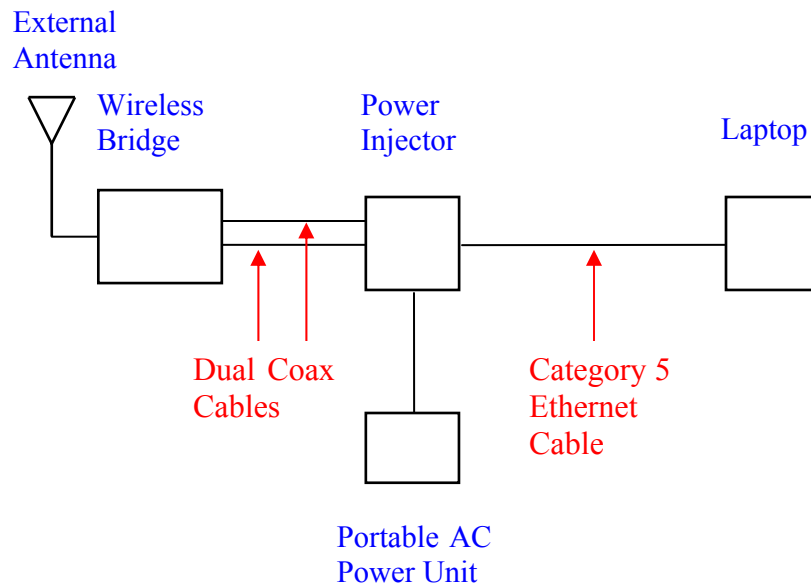 External
Antenna
Wireless
Bridge
Power
Injector
Laptop
Dual Coax
Cables
Category 5
Ethernet
Cable
Portable AC
Power Unit